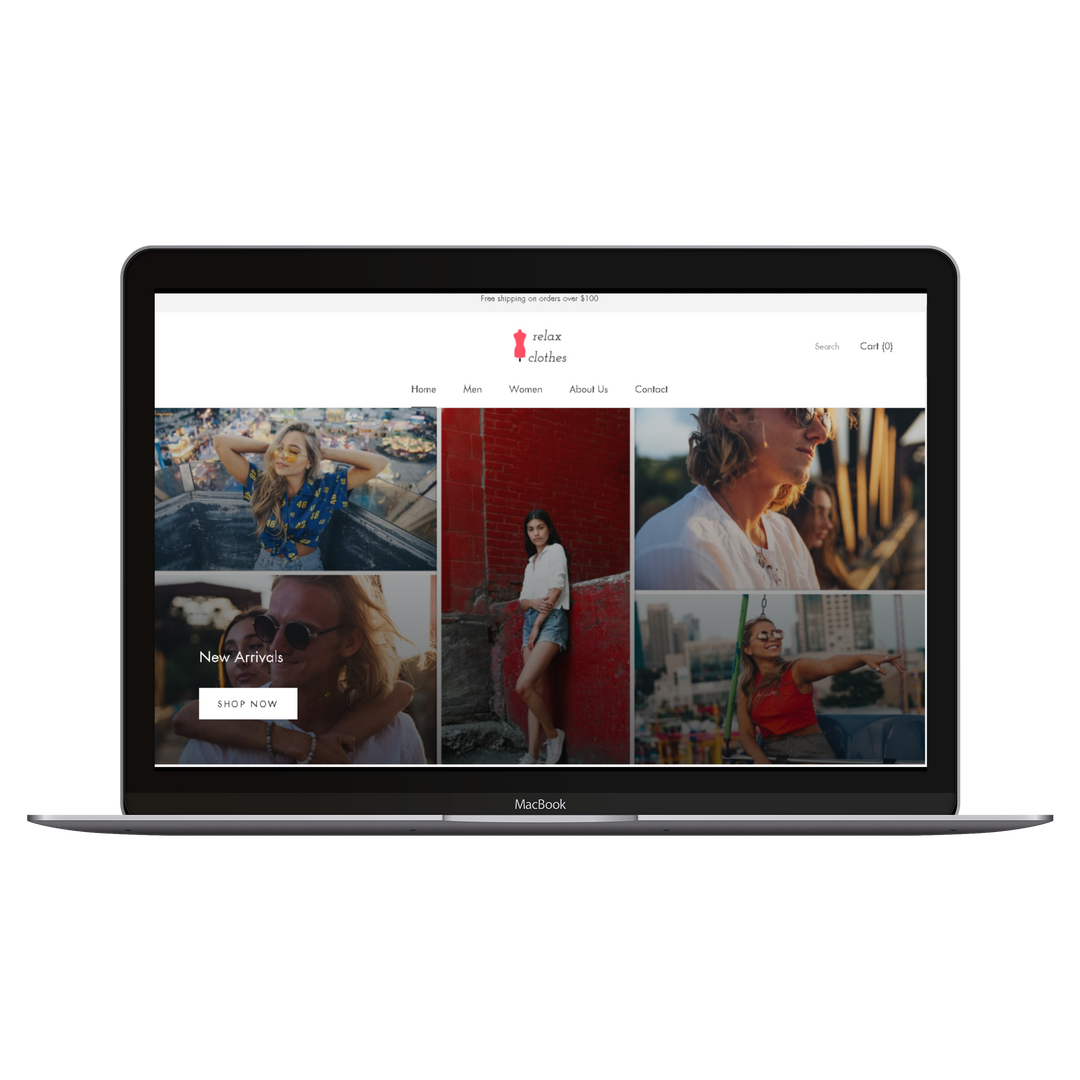 Free shipping on orders over $100
relax
clothes
Search
Cart {0}
Home Men Women About Us Contact
New Arrivals
SHOP NOW
MacBook